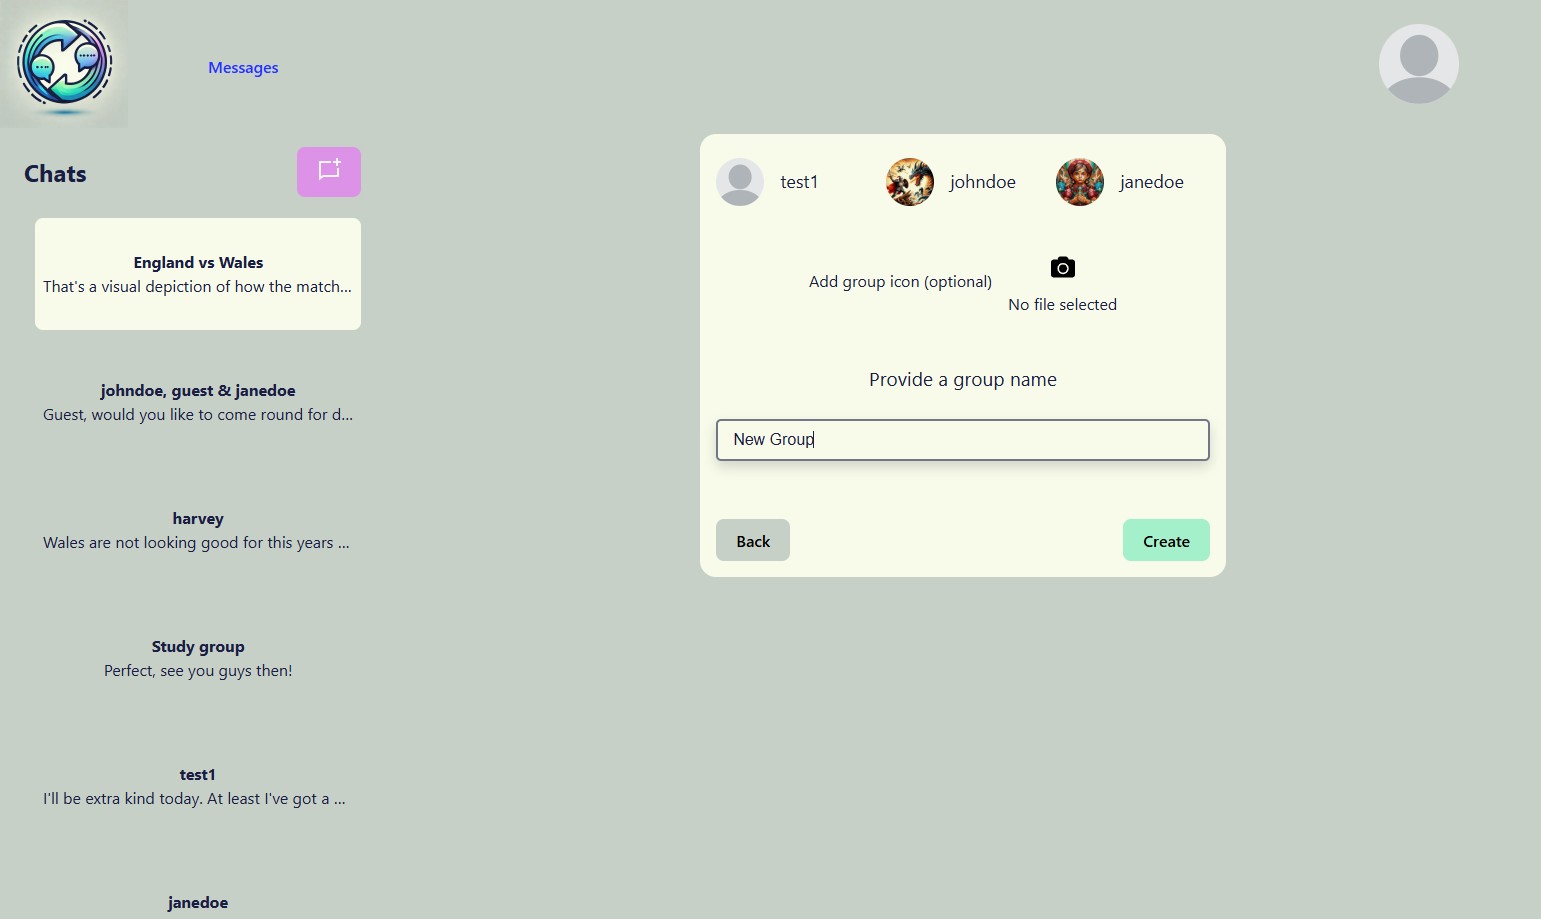 Messages
Chats
England vs Wales
That's a visual depiction of how the match...
johndoe, guest & janedoe
Guest, would you like to come round for d...
harvey
Wales are not looking good for this years ...
Study group
Perfect, see you guys then!
test1
I'll be extra kind today. At least I've got a ...
janedoe
test1
johndoe
janedoe
Add group icon (optional)
No file selected
Provide a group name
New Group
Back
Create